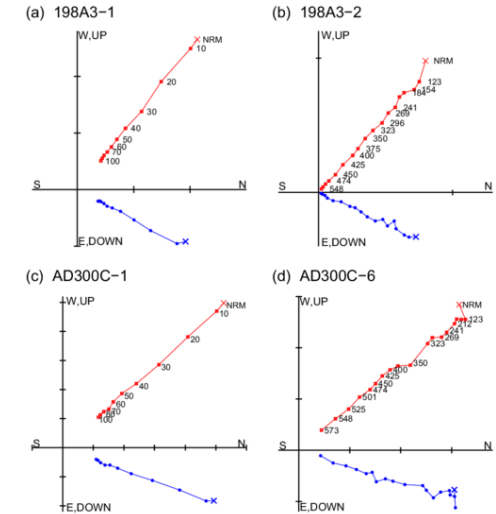 (a) 198A3−1
W,UP
NRM
10
20
30
40
50
60
70
100
S N
E,DOWN
(b) 198A3−2
W,UP
NRM
123
154
184
241
269
296
323
350
375
400
425
450
474
548
S N
E,DOWN
(c) AD300C−1
W,UP
NRM
10
20
30
40
50
60
70
100
S N
E,DOWN
(d) AD300C−6
W,UP
NRM
123
212
241
269
323
350
400
425
450
474
501
525
548
573
S N
E,DOWN